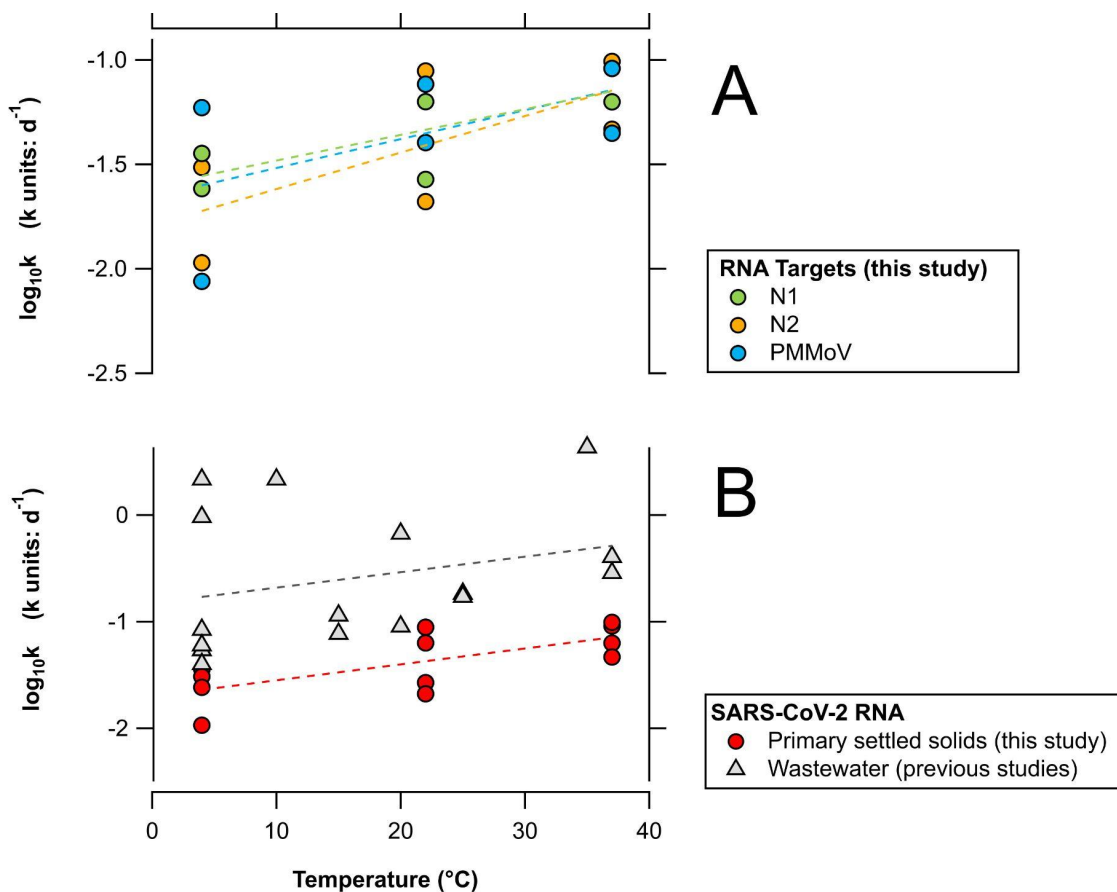 -1.0
-1.5
-2.0
-2.5
log₁₀k (k units: d⁻¹)
A
RNA Targets (this study)
N1
N2
PMMoV
0
-1
-2
log₁₀k (k units: d⁻¹)
B
SARS-CoV-2 RNA
Primary settled solids (this study)
Wastewater (previous studies)
0 10 20 30 40
Temperature (°C)